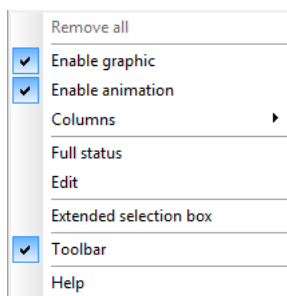 Remove all
Enable graphic
Enable animation
Columns
Full status
Edit
Extended selection box
Toolbar
Help